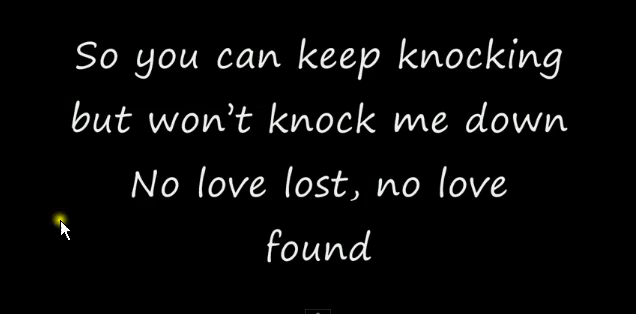 So you can keep knocking
but won't knock me down
No love lost, no love
found